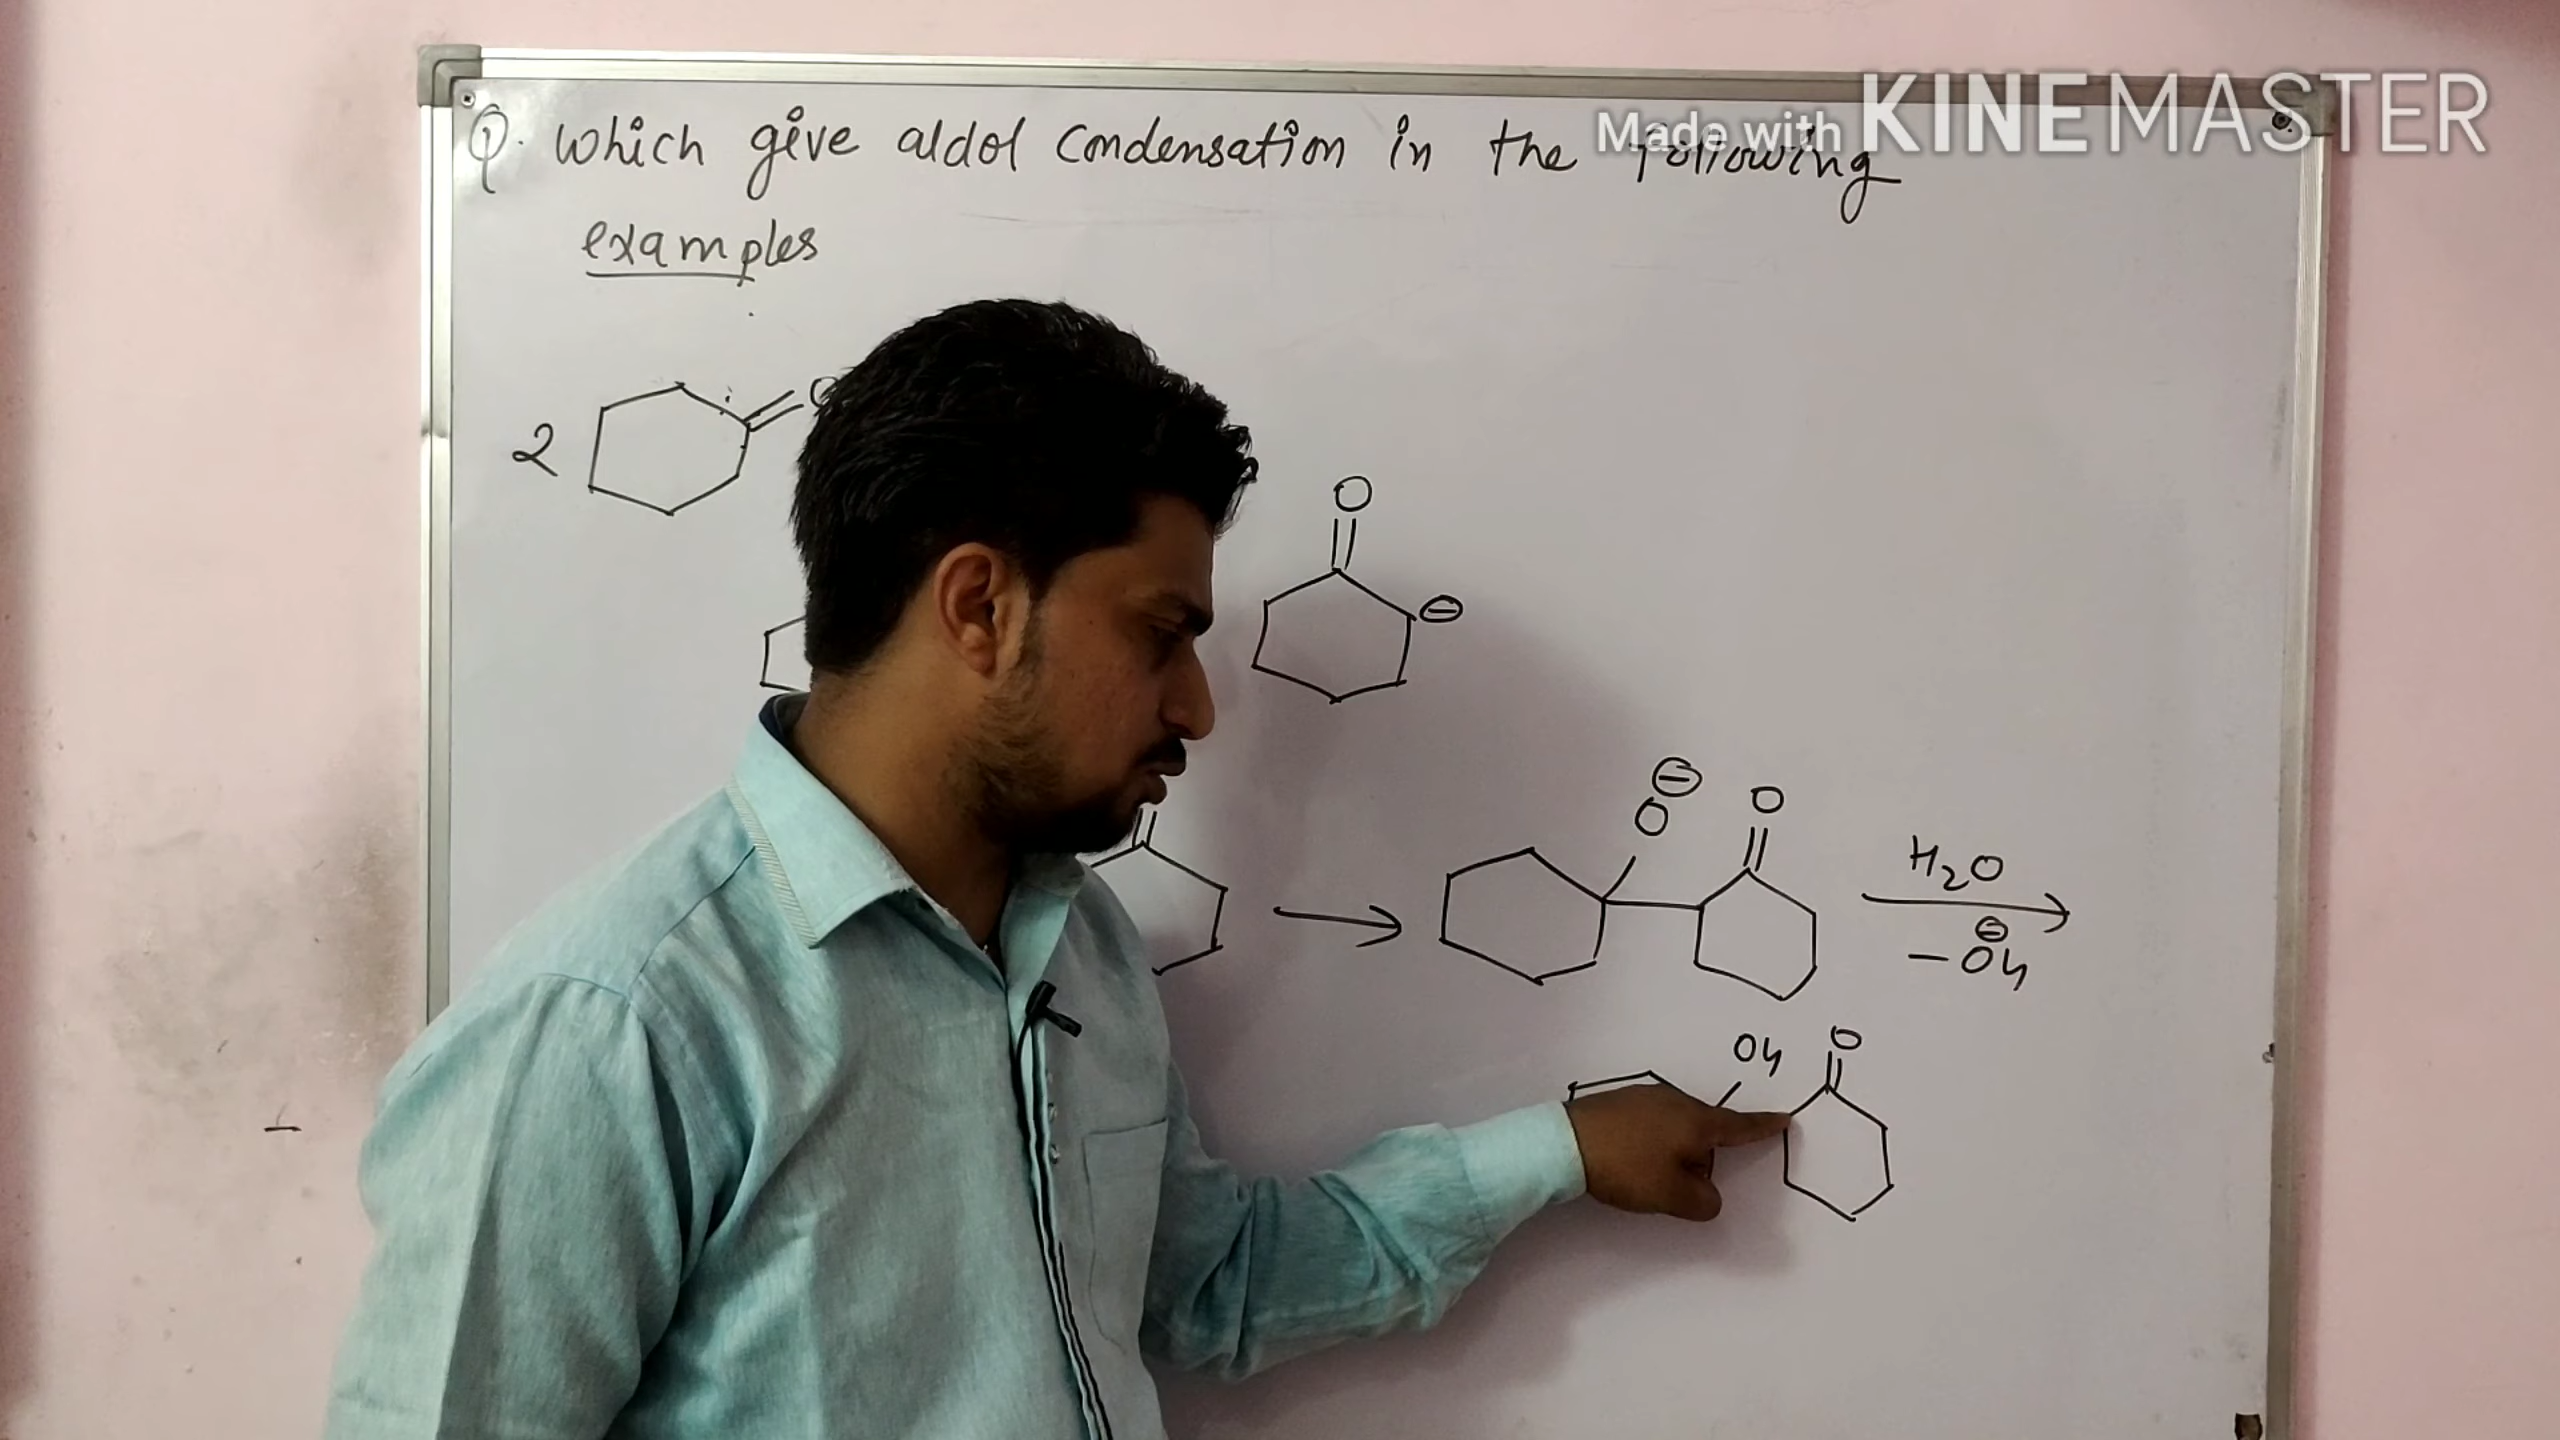 Made with KINEMASTER
Q. which give aldol condensation in the following
examples
2
O
⊖
⊖
O O
H2O
⊖
- OH
OH O